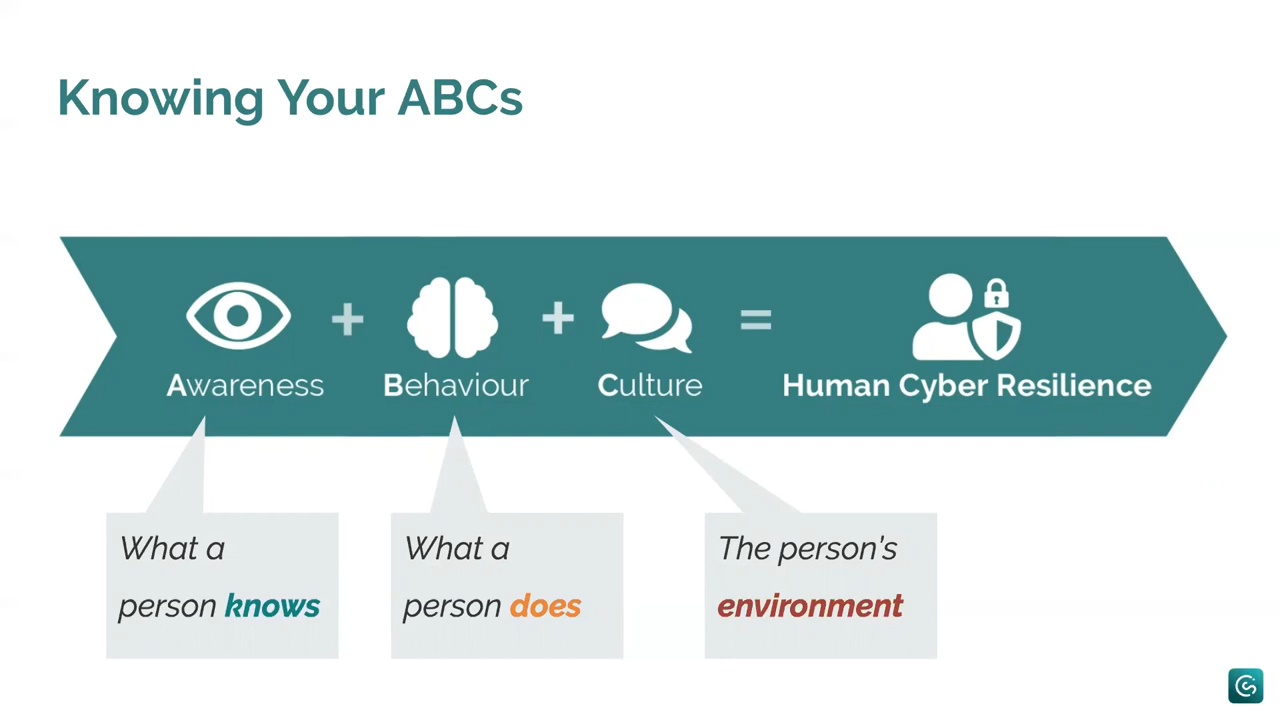 Knowing Your ABCs
+ + =
Awareness Behaviour Culture Human Cyber Resilience
What a
person knows
What a
person does
The person's
environment